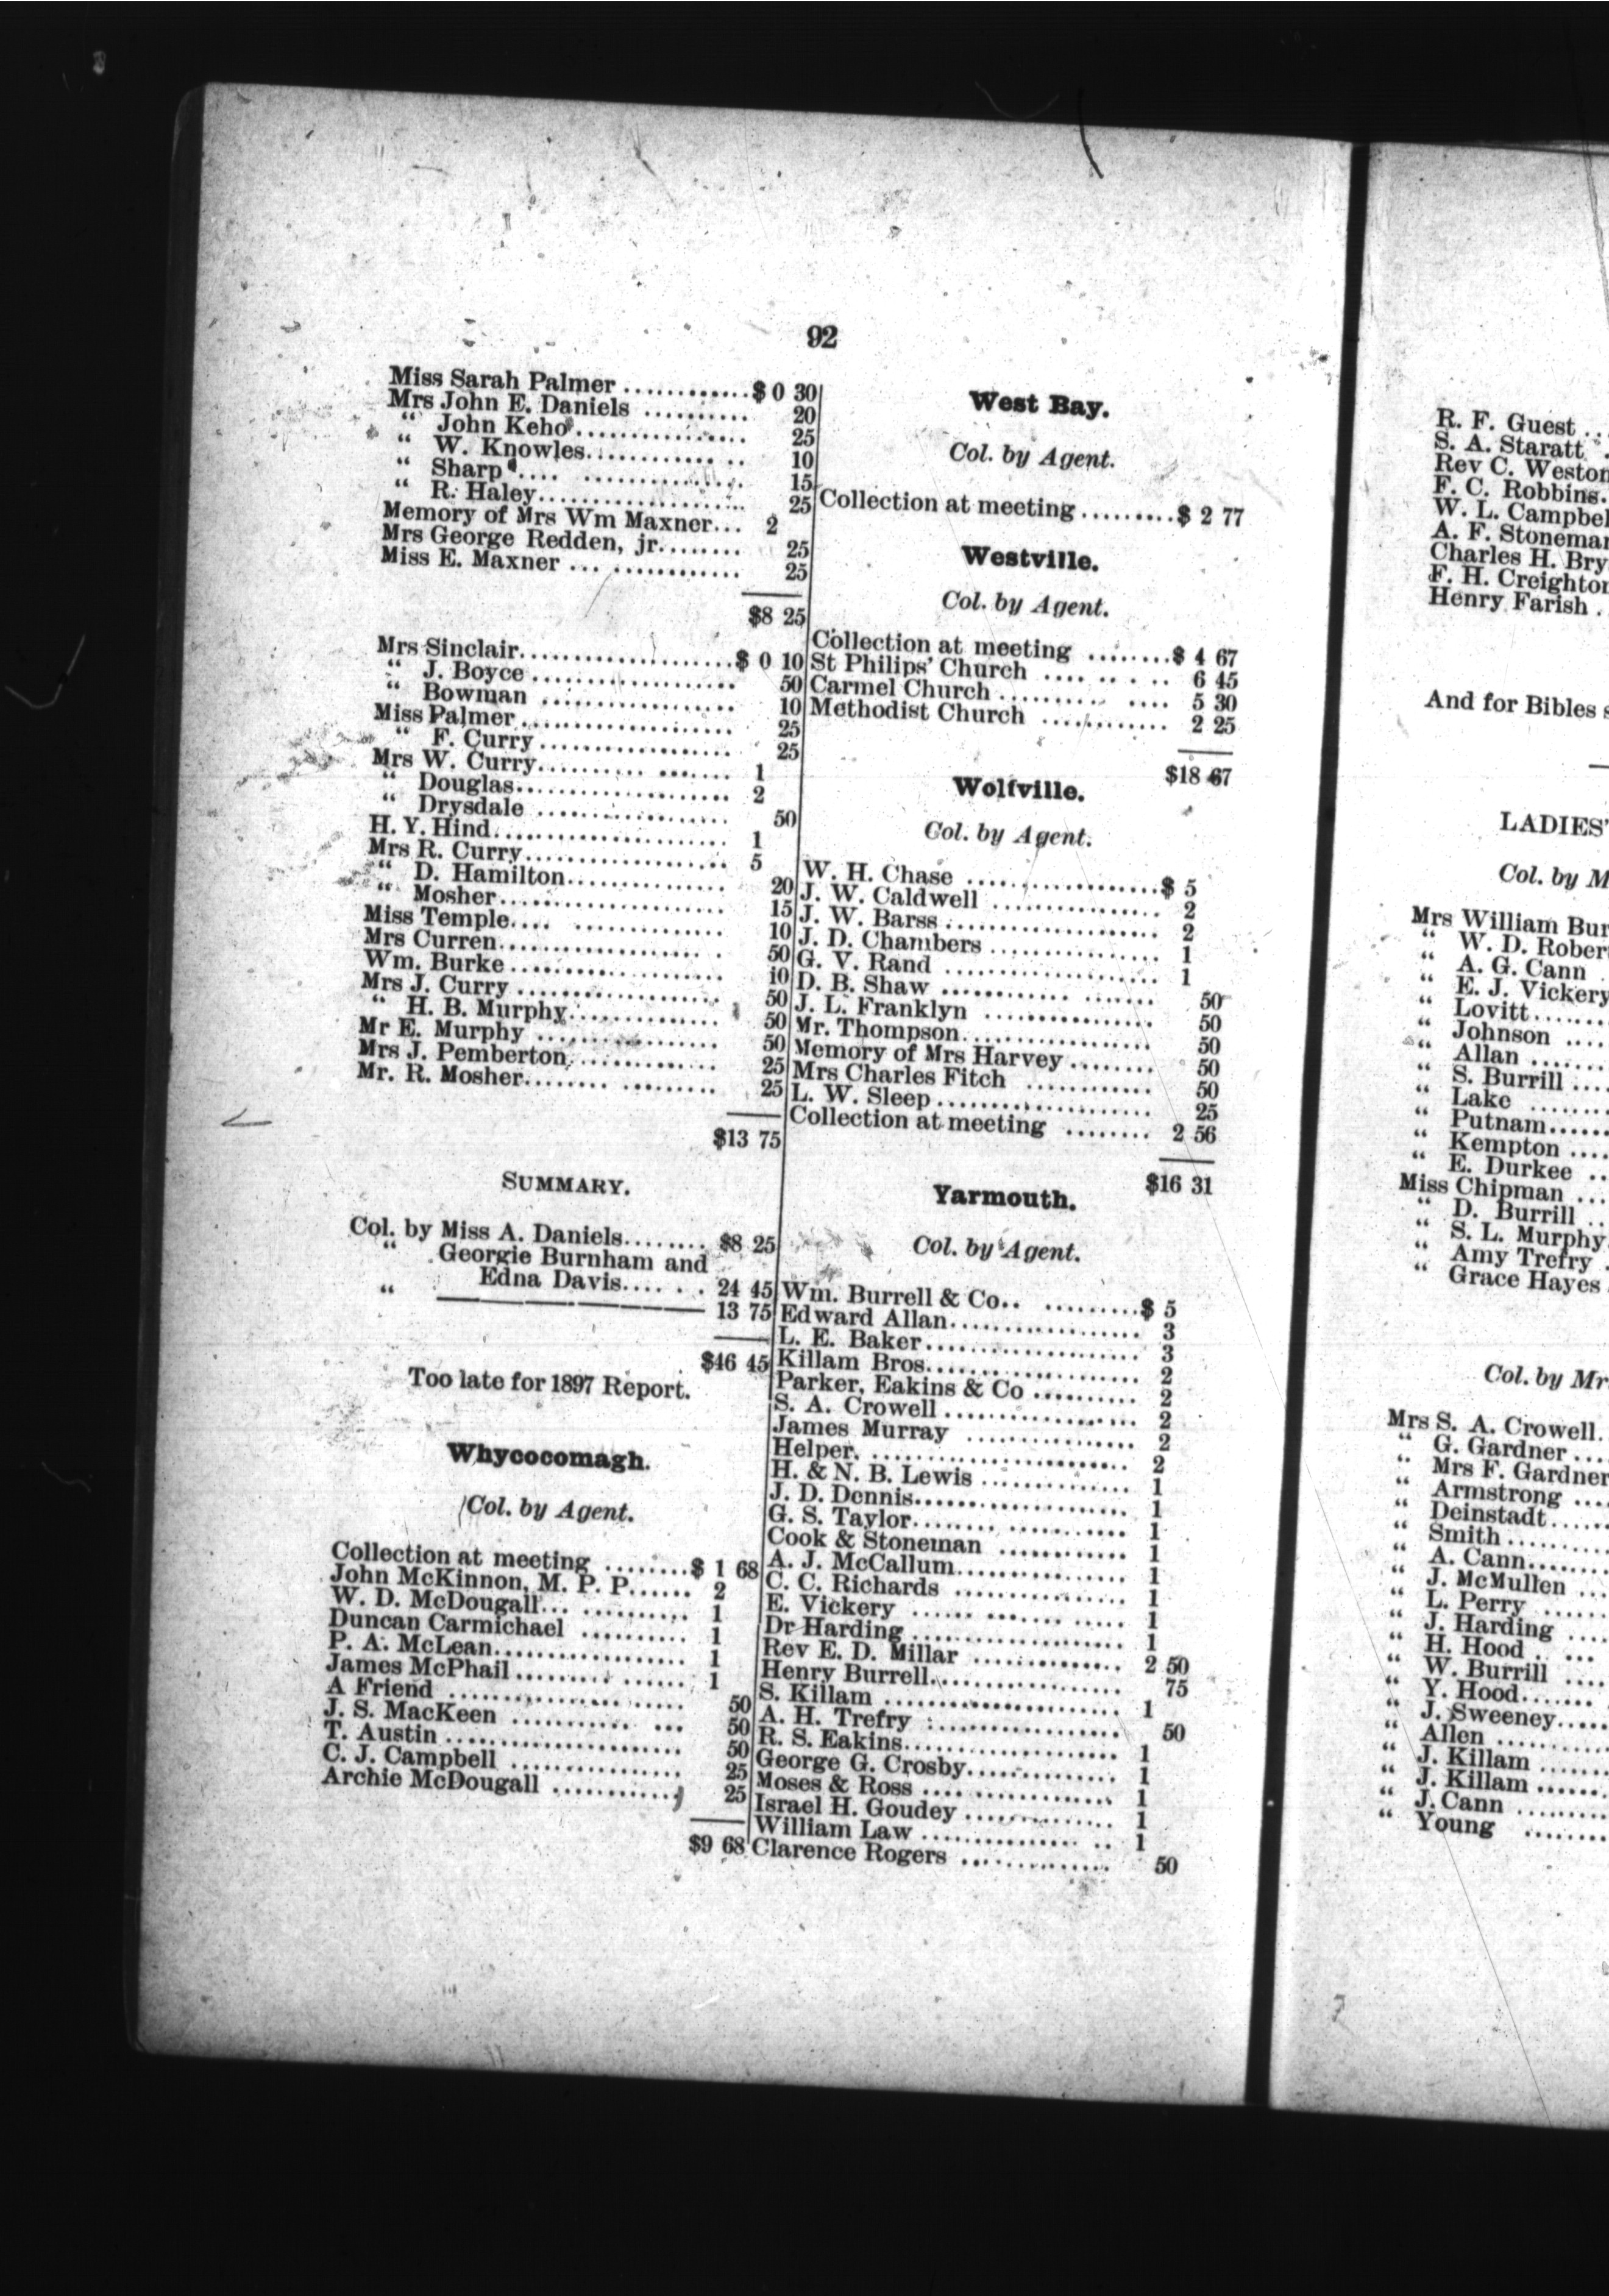 92
Miss Sarah Palmer ............$ 0 30
Mrs John E. Daniels .......... 20
“ John Keho................ 25
“ W. Knowles............... 10
“ Sharp.... ............... 15
“ R. Haley................... 25
Memory of Mrs Wm Maxner... 2
Mrs George Redden, jr........ 25
Miss E. Maxner ... ............ 25
$8 25
Mrs Sinclair.....................$ 0 10
“ J. Boyce ................... 50
“ Bowman .................. 10
Miss Palmer .................... 25
“ F. Curry ................... 25
Mrs W. Curry.......... ....... 1
“ Douglas.................... 2
“ Drysdale .................. 50
H. Y. Hind...................... 1
Mrs R. Curry.................... 5
“ D. Hamilton............... 20
“ Mosher...................... 15
Miss Temple.... ............... 10
Mrs Curren.................... . 50
Wm. Burke ..................... 10
Mrs J. Curry .................... 50
“ H. B. Murphy.............. 50
Mr E. Murphy .................. 50
Mrs J. Pemberton............... 25
Mr. R. Mosher........ ......... 25
$13 75
SUMMARY.
Col. by Miss A. Daniels........ $8 25
“ Georgie Burnham and
Edna Davis.... . . 24 45
“ ——————— 13 75
$46 45
Too late for 1897 Report.
Whycocomagh.
Col. by Agent.
Collection at meeting ........$ 1 68
John McKinnon, M. P. P...... 2
W. D. McDougall... .......... 1
Duncan Carmichael .......... 1
P. A. McLean.................. 1
James McPhail.......... ...... 1
A Friend ....................... 50
J. S. MacKeen ........... ... 50
T. Austin ....................... 50
C. J. Campbell ................ 25
Archie McDougall ............ 25
$9 68
West Bay.
Col. by Agent.
Collection at meeting .........$ 2 77
Westville.
Col. by Agent.
Collection at meeting ........$ 4 67
St Philips’ Church .... .. . .. 6 45
Carmel Church .......... .... 5 30
Methodist Church ............ 2 25
$18 67
Wolfville.
Col. by Agent.
W. H. Chase ...................$ 5
J. W. Caldwell ................ 2
J. W. Barss ..................... 2
J. D. Chambers ................. 1
G. V. Rand ...................... 1
D. B. Shaw ............ ....... 50
J. L. Franklyn ................. 50
Mr. Thompson................... 50
Memory of Mrs Harvey ........ 50
Mrs Charles Fitch ............. 50
L. W. Sleep ...................... 25
Collection at meeting ........ 2 56
$16 31
Yarmouth.
Col. by Agent.
Wm. Burrell & Co.. .........$ 5
Edward Allan................... 3
L. E. Baker..................... 3
Killam Bros..................... 2
Parker, Eakins & Co .......... 2
S. A. Crowell ................... 2
James Murray ................. 2
Helper. ......................... 2
H. & N. B. Lewis .............. 1
J. D. Dennis..................... 1
G. S. Taylor........ ........... 1
Cook & Stoneman ............ 1
A. J. McCallum................ 1
C. C. Richards ................. 1
E. Vickery ...... ....... ..... 1
Dr Harding ..................... 1
Rev E. D. Millar .............. 2 50
Henry Burrell................... 75
S. Killam ....................... 1
A. H. Trefry .................. 50
R. S. Eakins..................... 1
George G. Crosby............... 1
Moses & Ross .... ............. 1
Israel H. Goudey .............. 1
William Law ............... .. 1
Clarence Rogers ............... 50
R. F. Guest ..
S. A. Staratt .
Rev C. Weston
F. C. Robbins.
W. L. Campbel
A. F. Stoneman
Charles H. Bry
F. H. Creighton
Henry Farish .
And for Bibles s
LADIES’
Col. by M
Mrs William Bur
“ W. D. Rober
“ A. G. Cann
“ E. J. Vickery
“ Lovitt.......
“ Johnson ....
“ Allan .......
“ S. Burrill ....
“ Lake .......
“ Putnam......
“ Kempton ....
“ E. Durkee ..
Miss Chipman ...
“ D. Burrill ..
“ S. L. Murphy
“ Amy Trefry .
“ Grace Hayes .
Col. by Mr
Mrs S. A. Crowell.
“ G. Gardner ....
“ Mrs F. Gardner
“ Armstrong ....
“ Deinstadt......
“ Smith .........
“ A. Cann.......
“ J. McMullen ...
“ L. Perry ......
“ J. Harding ....
“ H. Hood . ...
“ W. Burrill ....
“ Y. Hood.......
“ J. Sweeney.....
“ Allen ..........
“ J. Killam .......
“ J. Killam .......
“ J. Cann .........
“ Young ........